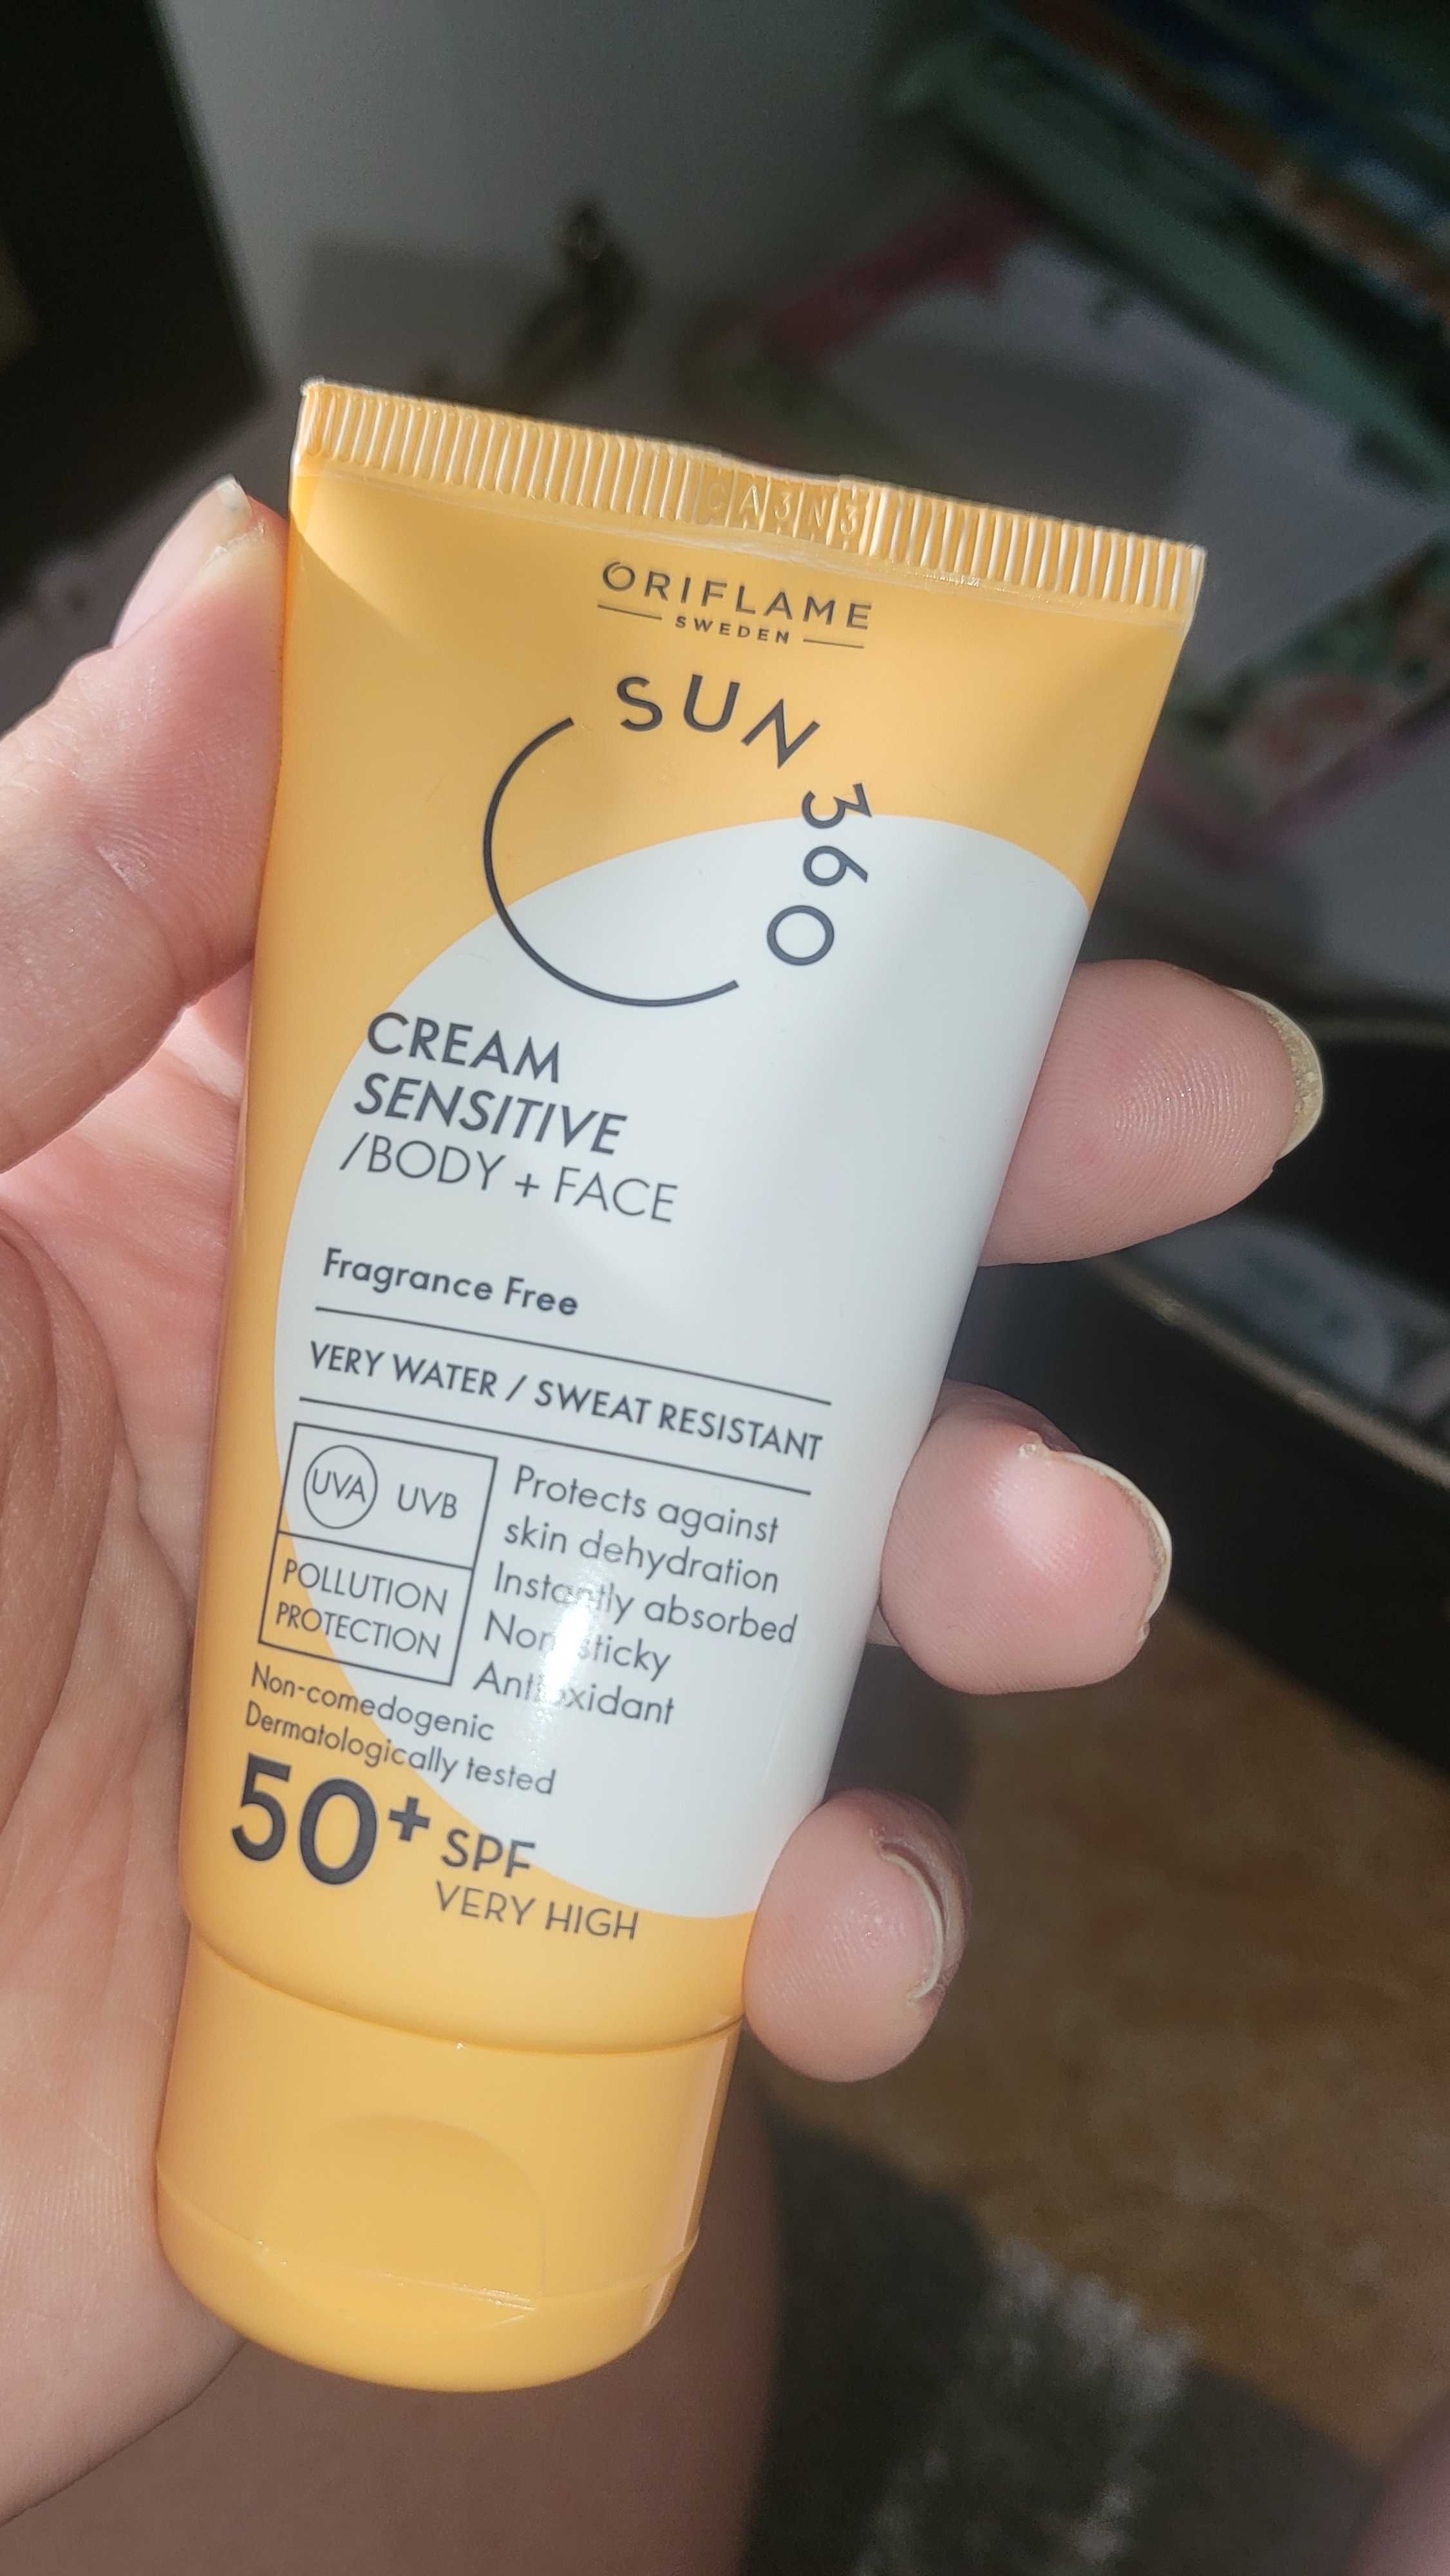 CA3N3
ORIFLAME
SWEDEN
SUN 360
CREAM
SENSITIVE
/BODY + FACE
Fragrance Free
VERY WATER / SWEAT RESISTANT
UVA UVB
POLLUTION
PROTECTION
Protects against
skin dehydration
Instantly absorbed
Non-sticky
Antioxidant
Non-comedogenic
Dermatologically tested
50+ SPF
VERY HIGH